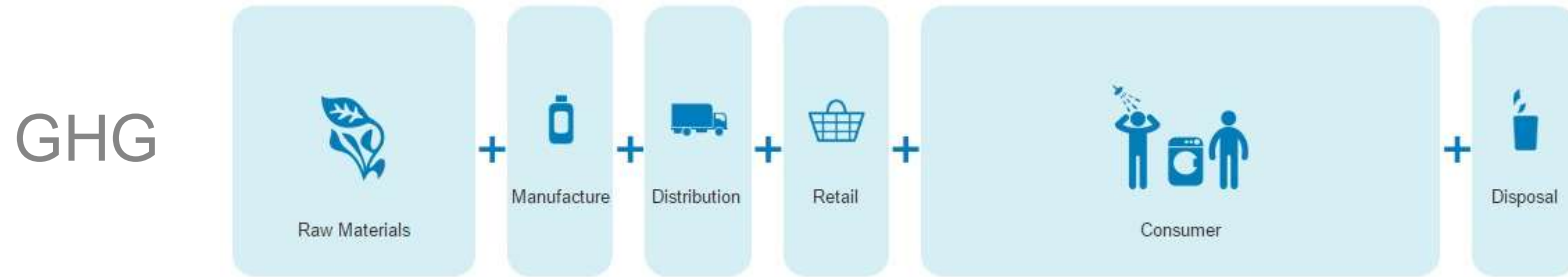 GHG
Raw Materials
+
Manufacture
+
Distribution
+
Retail
+
Consumer
+
Disposal